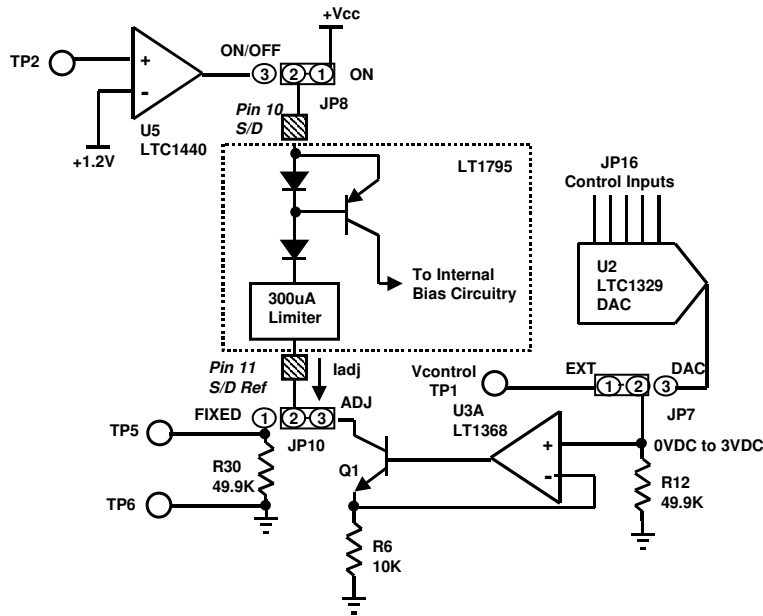 +Vcc
ON/OFF
TP2
+
-
3 2 1
ON
JP8
Pin 10
S/D
U5
LTC1440
+1.2V
LT1795
JP16
Control Inputs
U2
LTC1329
DAC
To Internal
Bias Circuitry
300uA
Limiter
Pin 11
S/D Ref
Iadj
Vcontrol
TP1
EXT
DAC
1 2 3
JP7
FIXED
1 2 3
ADJ
JP10
U3A
LT1368
TP5
+
-
0VDC to 3VDC
R30
49.9K
Q1
R12
49.9K
TP6
R6
10K